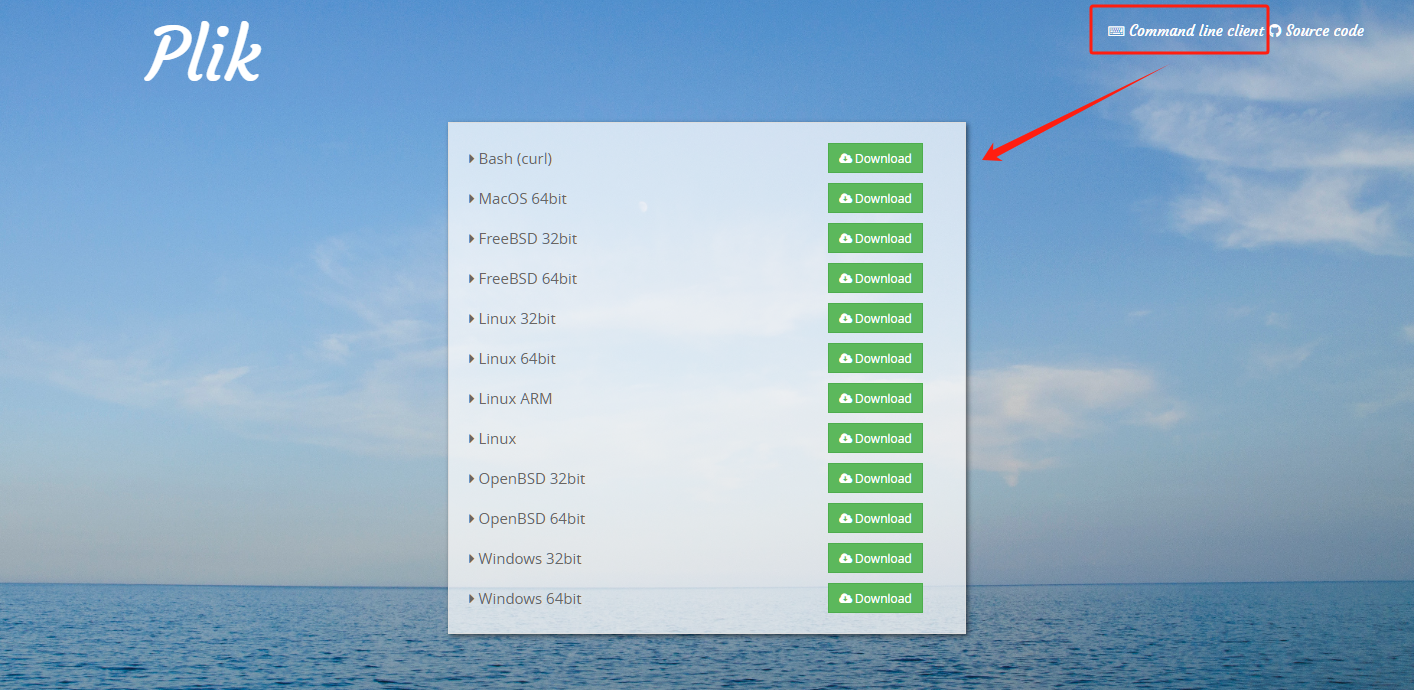 Plik
Command line client Source code
Bash (curl) Download
MacOS 64bit Download
FreeBSD 32bit Download
FreeBSD 64bit Download
Linux 32bit Download
Linux 64bit Download
Linux ARM Download
Linux Download
OpenBSD 32bit Download
OpenBSD 64bit Download
Windows 32bit Download
Windows 64bit Download